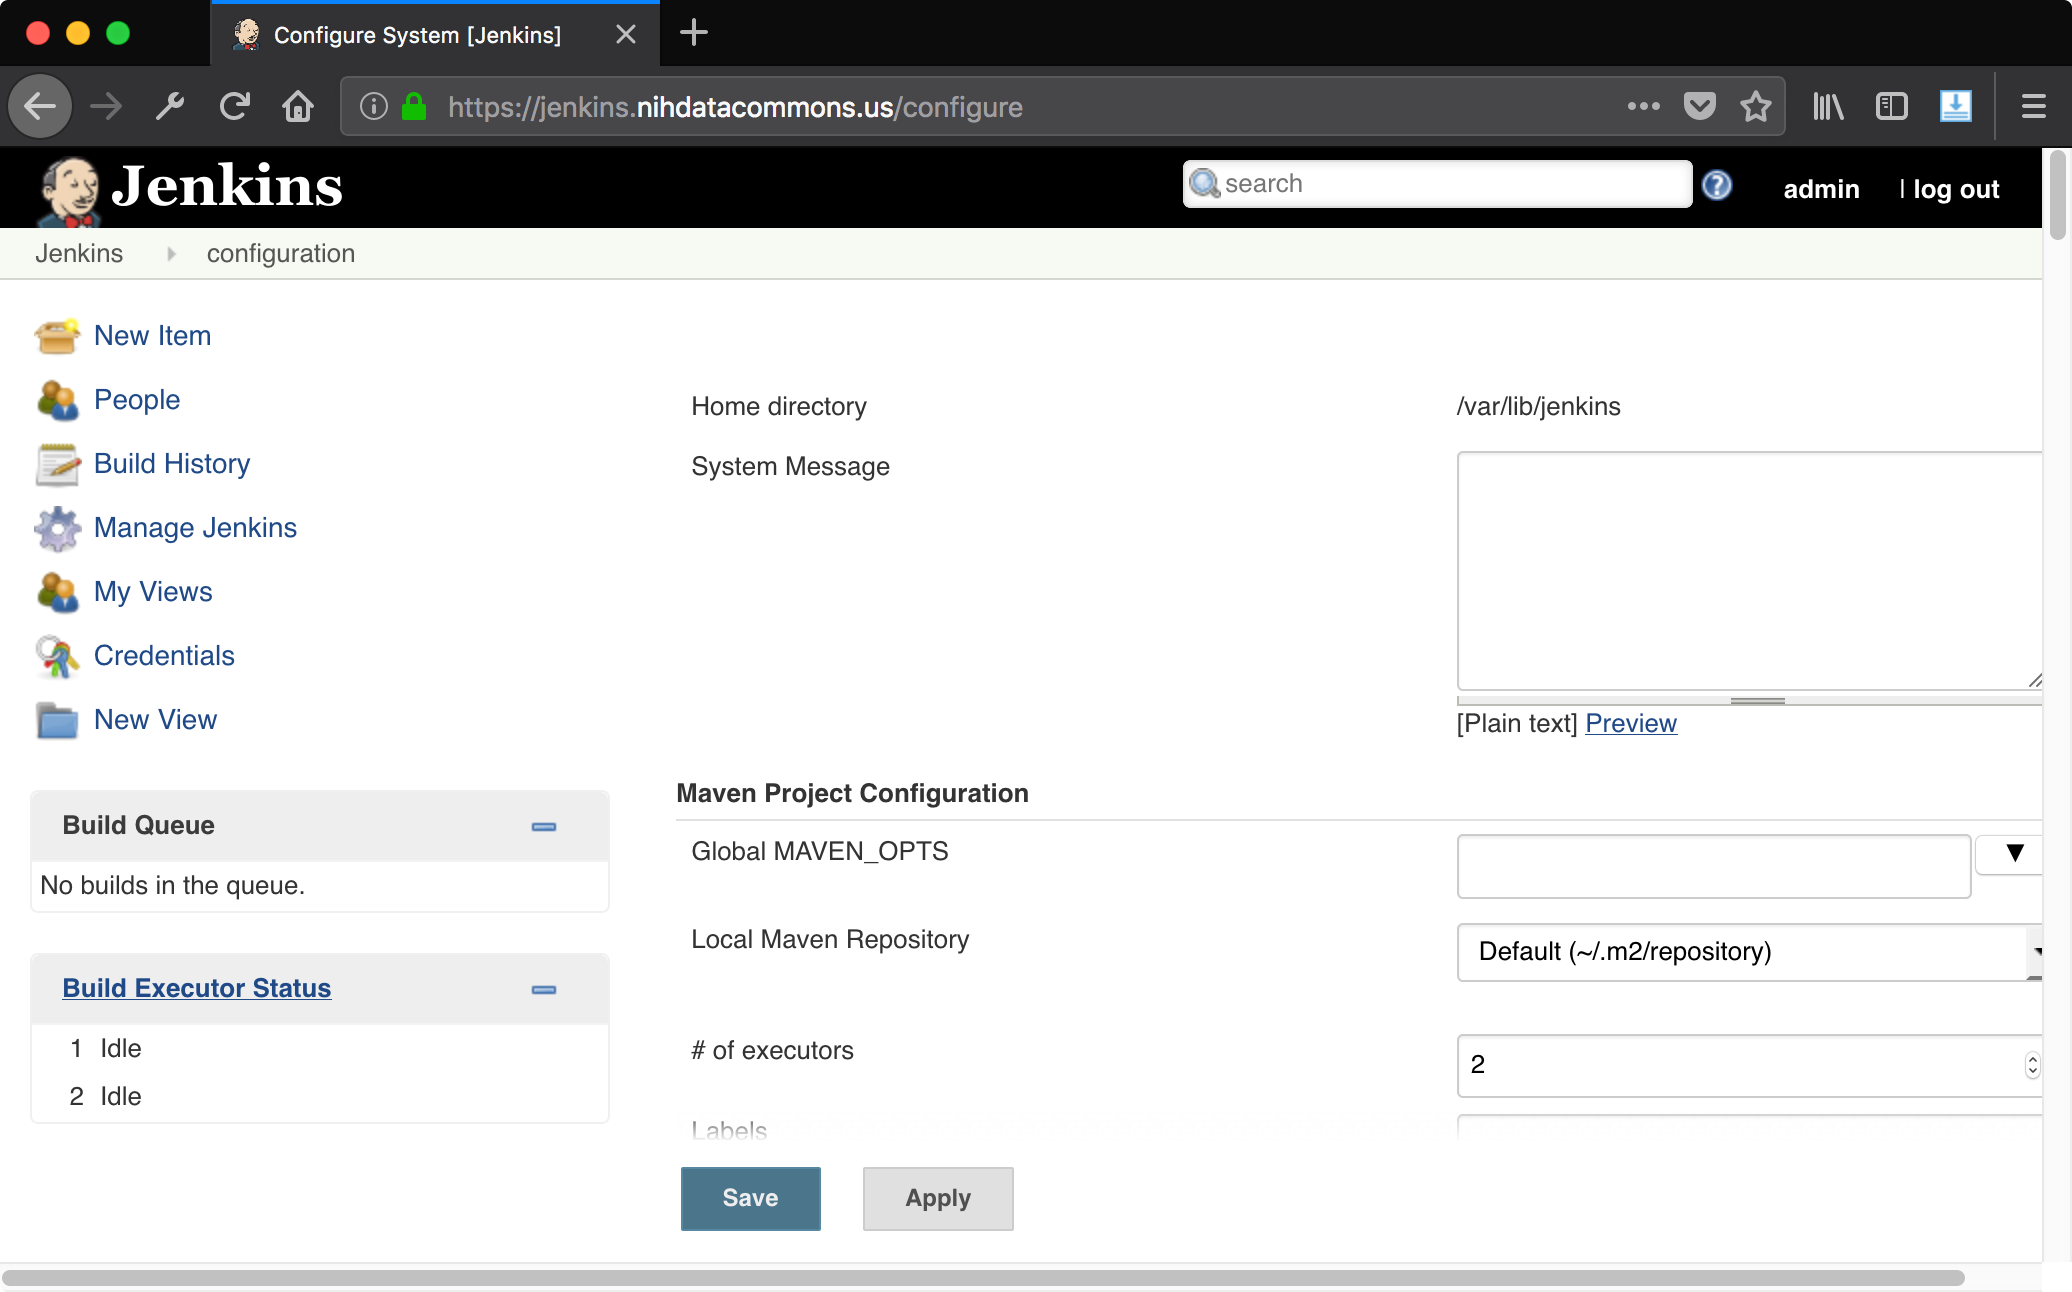 Configure System [Jenkins]
https://jenkins.nihdatacommons.us/configure
Jenkins
search
admin
| log out
Jenkins
configuration
New Item
People
Build History
Manage Jenkins
My Views
Credentials
New View
Build Queue
No builds in the queue.
Build Executor Status
1 Idle
2 Idle
Home directory
/var/lib/jenkins
System Message
[Plain text] Preview
Maven Project Configuration
Global MAVEN_OPTS
Local Maven Repository
Default (~/.m2/repository)
# of executors
2
Labels
Save
Apply